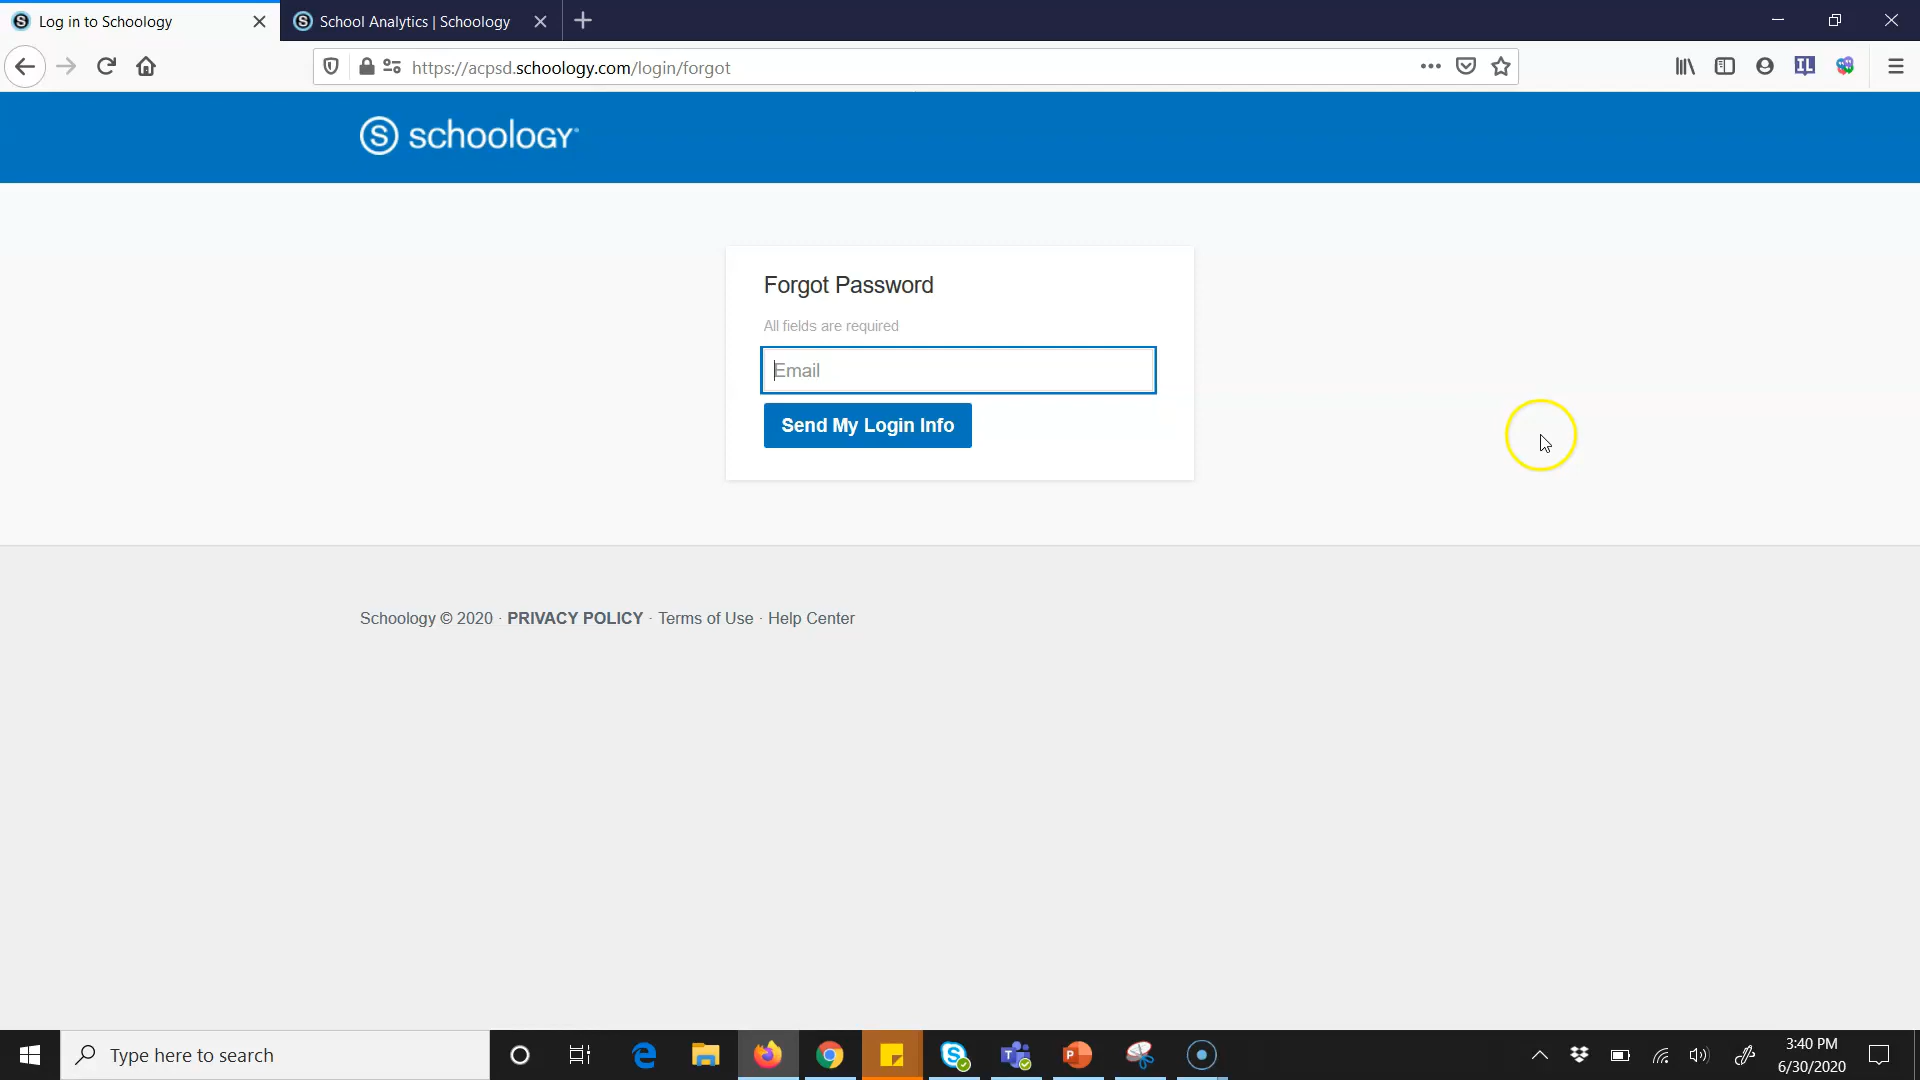 Log in to Schoology
School Analytics | Schoology
https://acpsd.schoology.com/login/forgot
IL
S schoology
Forgot Password
All fields are required
Email
Send My Login Info
Schoology © 2020 · PRIVACY POLICY · Terms of Use · Help Center
Type here to search
3:40 PM
6/30/2020